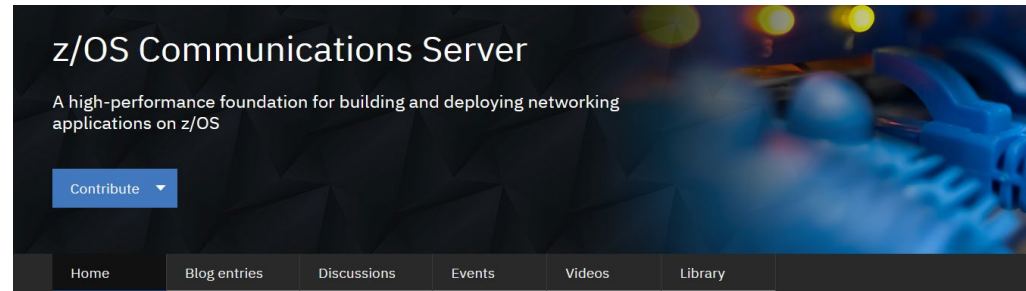 z/OS Communications Server
A high-performance foundation for building and deploying networking
applications on z/OS
Contribute
Home Blog entries Discussions Events Videos Library